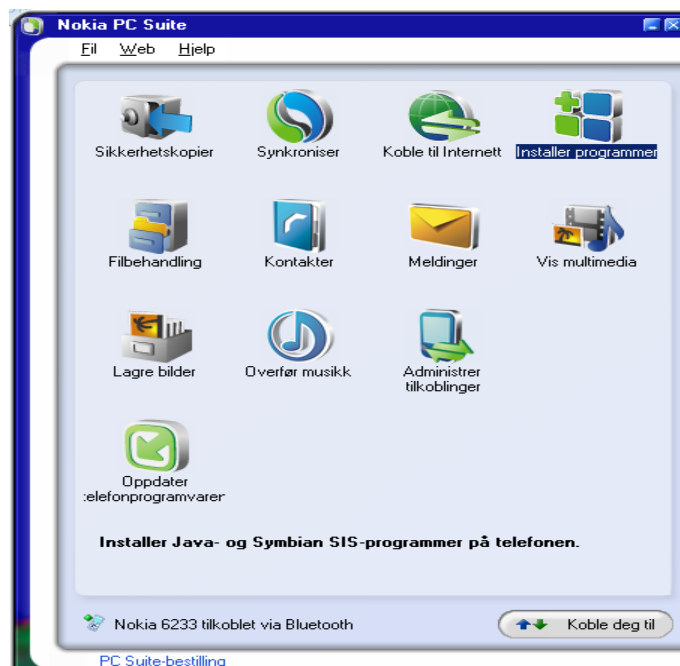 Nokia PC Suite
Fil Web Hjelp
Sikkerhetskopier Synkroniser Koble til Internett Installer programmer
Filbehandling Kontakter Meldinger Vis multimedia
Lagre bilder Overfør musikk Administrer
tilkoblinger
Oppdater
telefonprogramvaren
Installer Java- og Symbian SIS-programmer på telefonen.
Nokia 6233 tilkoblet via Bluetooth Koble deg til
PC Suite-bestilling